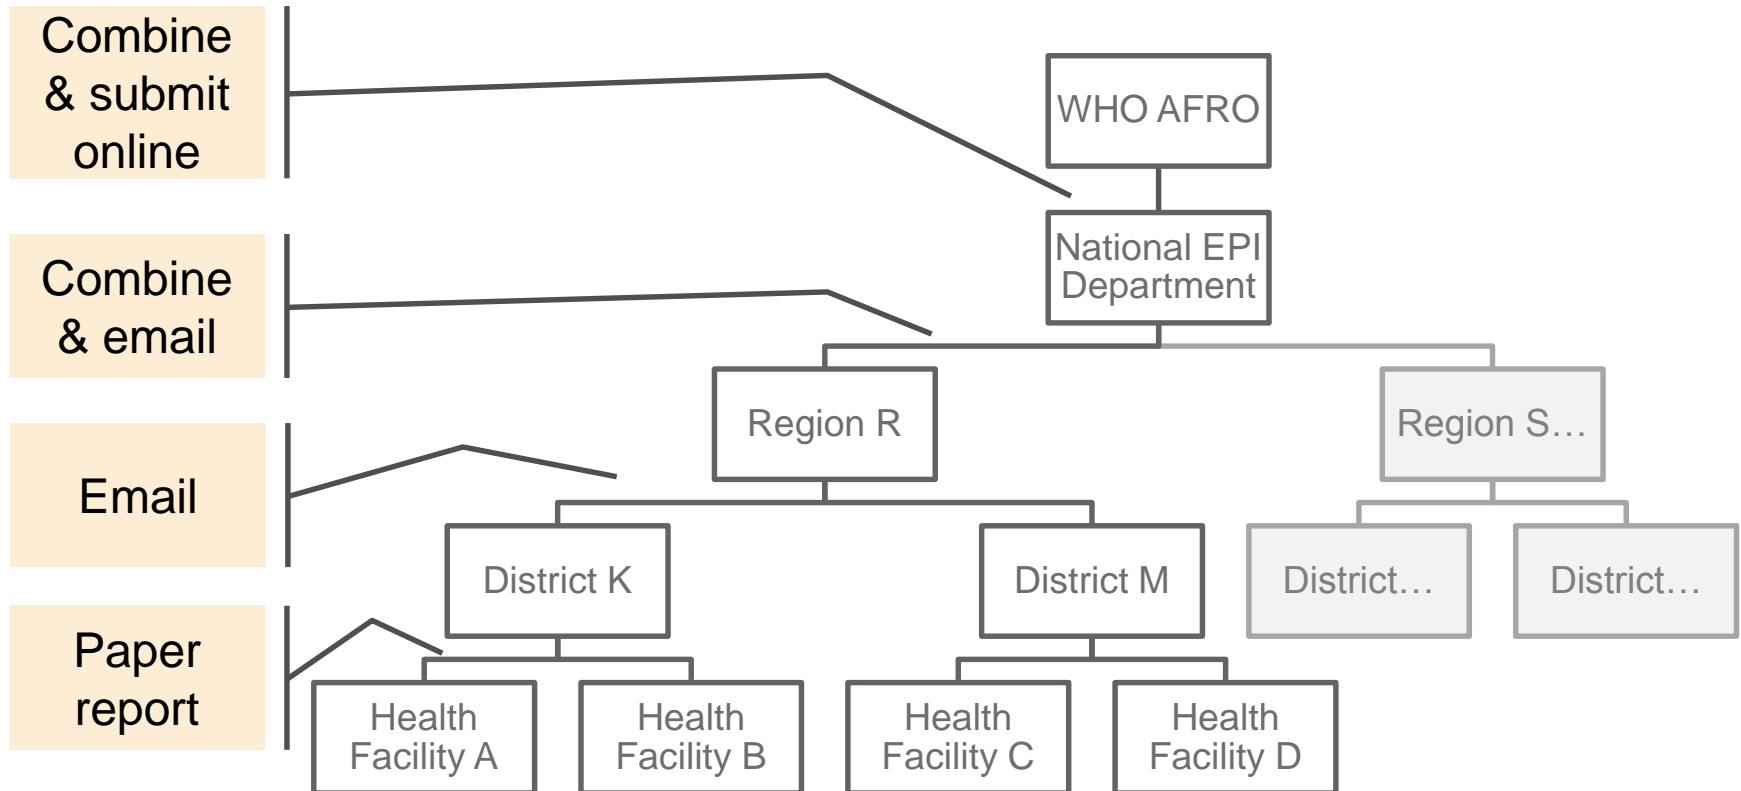 Combine
& submit
online
WHO AFRO
Combine
& email
National EPI
Department
Region R
Region S…
Email
District K
District M
District…
District…
Paper
report
Health
Facility A
Health
Facility B
Health
Facility C
Health
Facility D